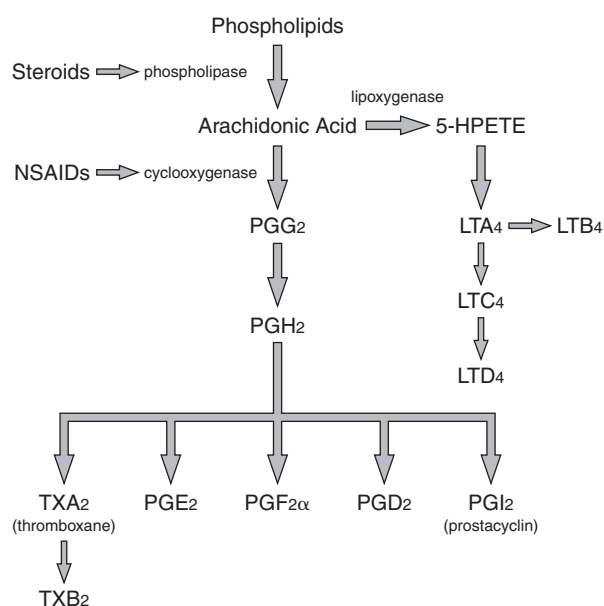 Phospholipids
Steroids phospholipase
lipoxygenase
Arachidonic Acid 5-HPETE
NSAIDs cyclooxygenase
PGG2 LTA4 LTB4
LTC4
PGH2
LTD4
TXA2 PGE2 PGF2α PGD2 PGI2
(thromboxane) (prostacyclin)
TXB2